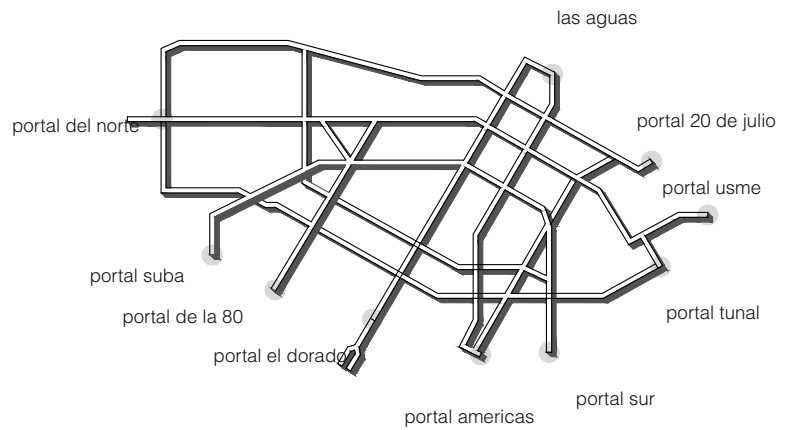 las aguas
portal del norte
portal 20 de julio
portal usme
portal suba
portal de la 80
portal tunal
portal el dorado
portal sur
portal americas